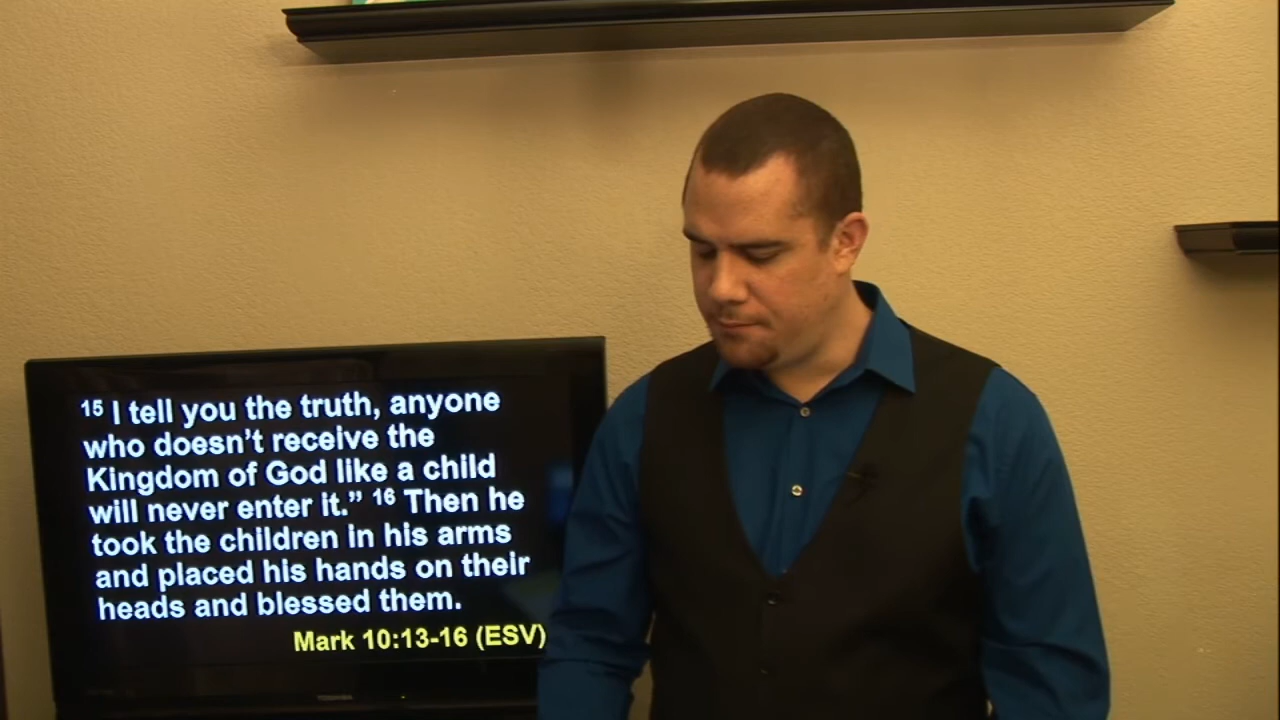 ¹⁵ I tell you the truth, anyone
who doesn’t receive the
Kingdom of God like a child
will never enter it.” ¹⁶ Then he
took the children in his arms
and placed his hands on their
heads and blessed them.
Mark 10:13-16 (ESV)
TOSHIBA